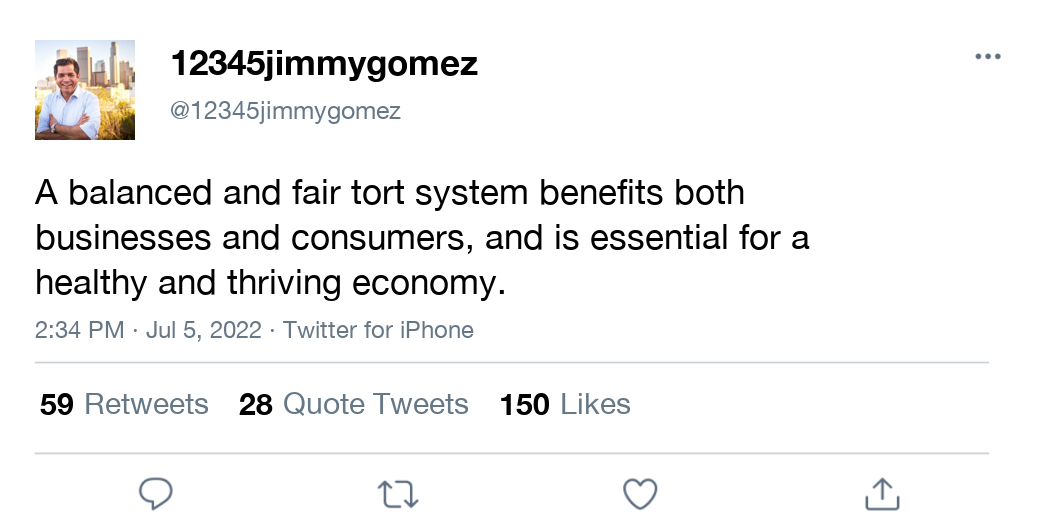 12345jimmygomez
@12345jimmygomez
A balanced and fair tort system benefits both
businesses and consumers, and is essential for a
healthy and thriving economy.
2:34 PM · Jul 5, 2022 · Twitter for iPhone
59 Retweets 28 Quote Tweets 150 Likes